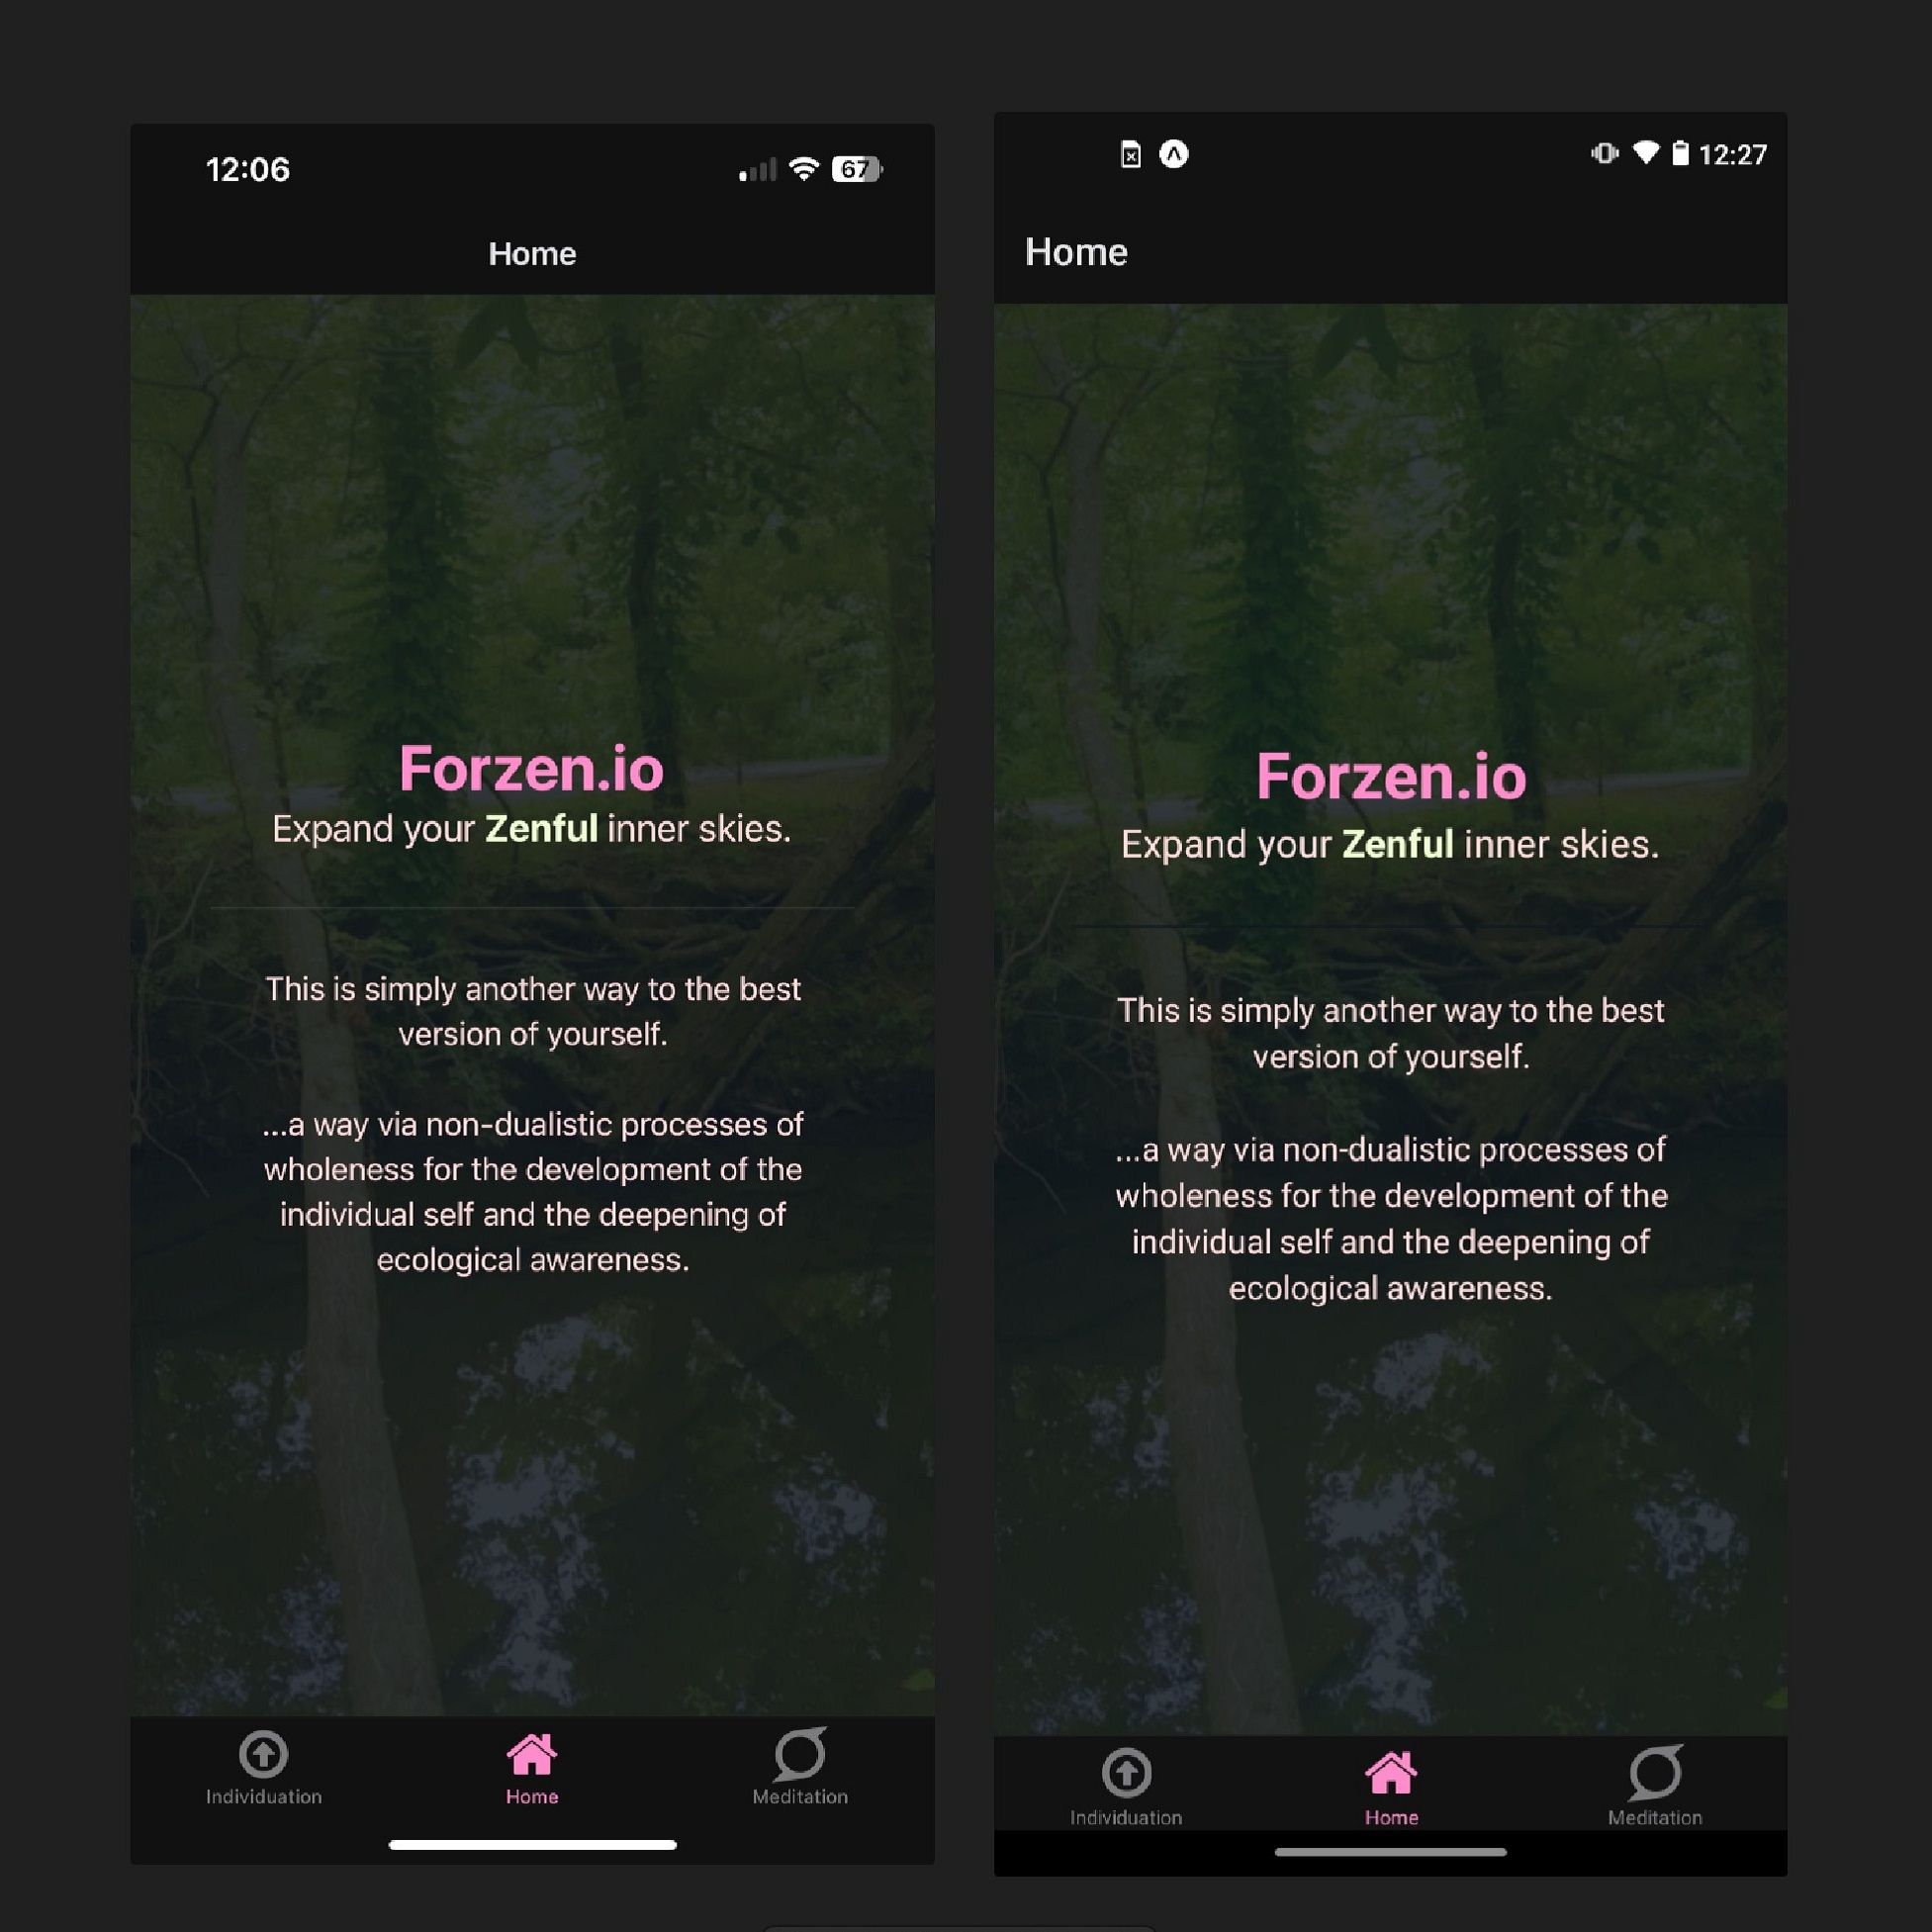 12:06
67
Home
Forzen.io
Expand your Zenful inner skies.
This is simply another way to the best
version of yourself.
...a way via non-dualistic processes of
wholeness for the development of the
individual self and the deepening of
ecological awareness.
Individuation
Home
Meditation
12:27
Home
Forzen.io
Expand your Zenful inner skies.
This is simply another way to the best
version of yourself.
...a way via non-dualistic processes of
wholeness for the development of the
individual self and the deepening of
ecological awareness.
Individuation
Home
Meditation